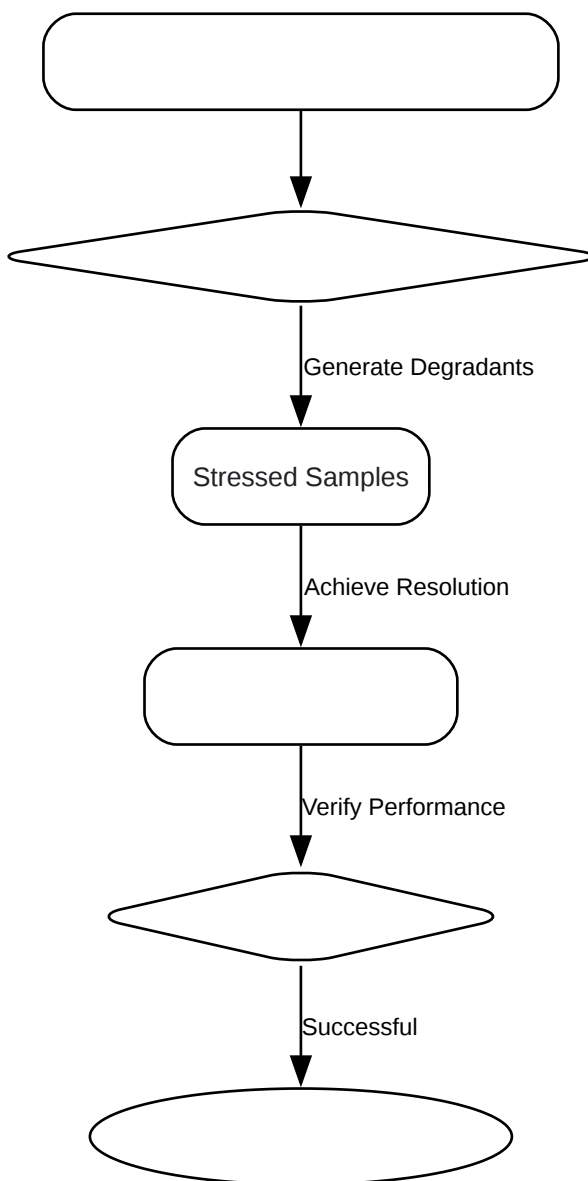 Generate Degradants
Stressed Samples
Achieve Resolution
Verify Performance
Successful